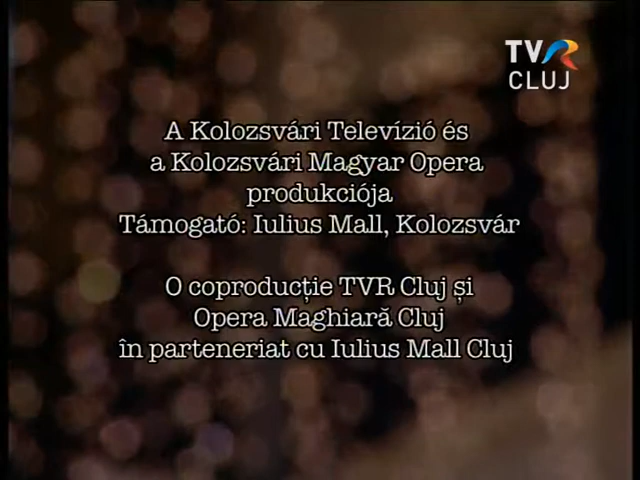 TVR
CLUJ
A Kolozsvári Televízió és
a Kolozsvári Magyar Opera
produkciója
Támogató: Iulius Mall, Kolozsvár
O coproducție TVR Cluj și
Opera Maghiară Cluj
în parteneriat cu Iulius Mall Cluj